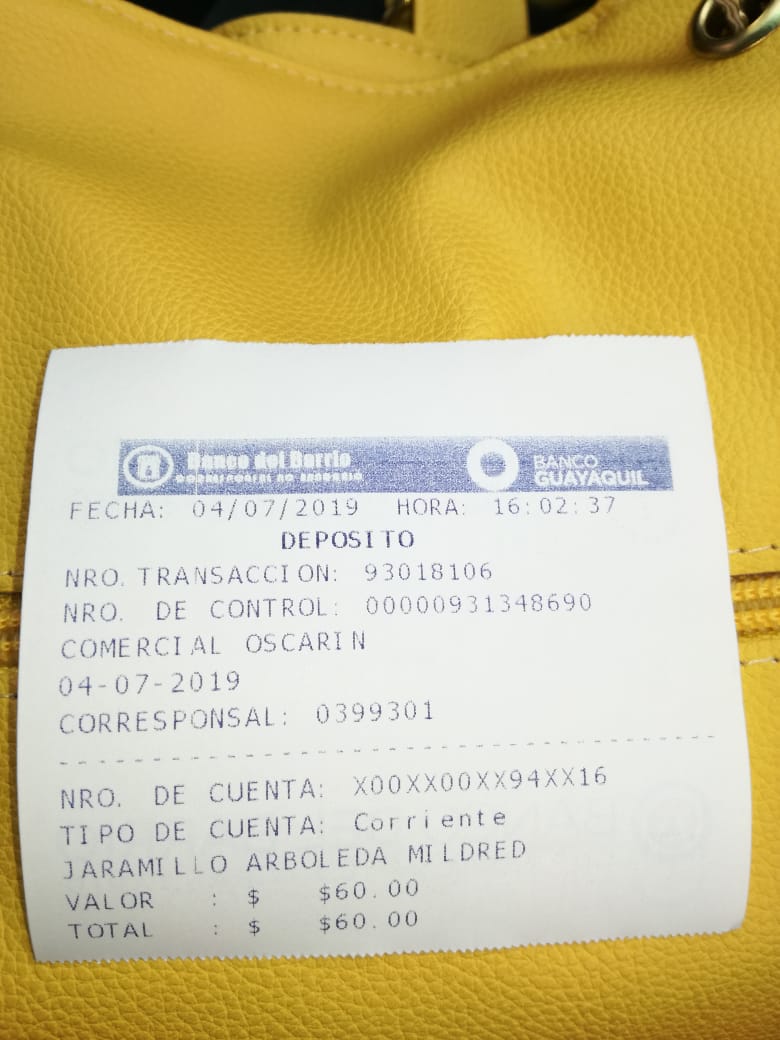 Banco del Barrio
BANCO
GUAYAQUIL
FECHA: 04/07/2019 HORA: 16:02:37
DEPOSITO
NRO. TRANSACCION: 93018106
NRO. DE CONTROL: 00000931348690
COMERCIAL OSCARIN
04-07-2019
CORRESPONSAL: 0399301
NRO. DE CUENTA: X00XX00XX94XX16
TIPO DE CUENTA: Corriente
JARAMILLO ARBOLEDA MILDRED
VALOR : $ $60.00
TOTAL : $ $60.00